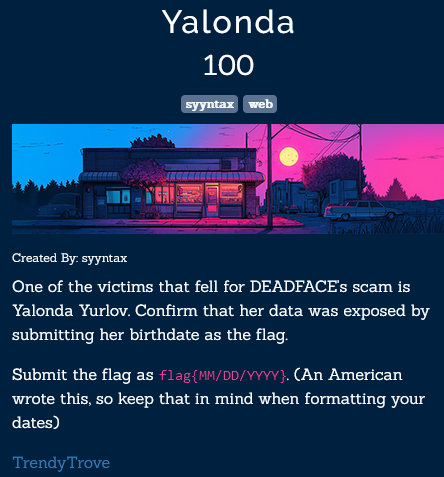 Yalonda
100
syyntax web
Created By: syyntax
One of the victims that fell for DEADFACE's scam is
Yalonda Yurlov. Confirm that her data was exposed by
submitting her birthdate as the flag.
Submit the flag as flag{MM/DD/YYYY}. (An American
wrote this, so keep that in mind when formatting your
dates)
TrendyTrove